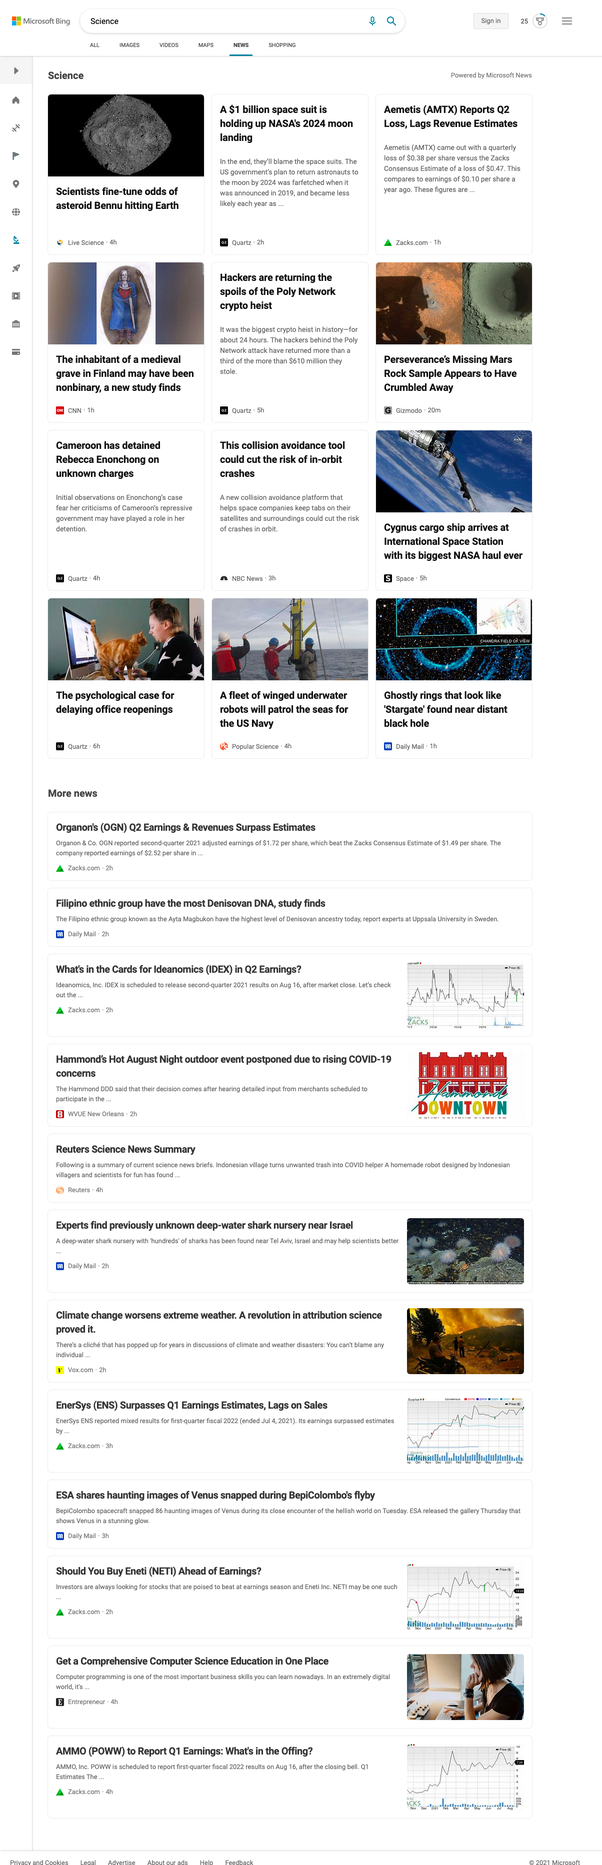 Microsoft Bing
Science
Sign in
25
ALL
IMAGES
VIDEOS
MAPS
NEWS
SHOPPING
Science
Powered by Microsoft News
Scientists fine-tune odds of
asteroid Bennu hitting Earth
Live Science · 4h
A $1 billion space suit is
holding up NASA's 2024 moon
landing
In the end, they'll blame the space suits. The
US government's plan to return astronauts to
the moon by 2024 was farfetched when it
was announced in 2019, and became less
likely each year as ...
Quartz · 2h
Aemetis (AMTX) Reports Q2
Loss, Lags Revenue Estimates
Aemetis (AMTX) came out with a quarterly
loss of $0.38 per share versus the Zacks
Consensus Estimate of a loss of $0.47. This
compares to earnings of $0.10 per share a
year ago. These figures are ...
Zacks.com · 1h
The inhabitant of a medieval
grave in Finland may have been
nonbinary, a new study finds
CNN · 1h
Hackers are returning the
spoils of the Poly Network
crypto heist
It was the biggest crypto heist in history—for
about 24 hours. The hackers behind the Poly
Network attack have returned more than a
third of the more than $610 million they
stole.
Quartz · 5h
Perseverance's Missing Mars
Rock Sample Appears to Have
Crumbled Away
Gizmodo · 20m
Cameroon has detained
Rebecca Enonchong on
unknown charges
Initial observations on Enonchong's case
fear her criticisms of Cameroon's repressive
government may have played a role in her
detention.
Quartz · 4h
This collision avoidance tool
could cut the risk of in-orbit
crashes
A new collision avoidance platform that
helps space companies keep tabs on their
satellites and surroundings could cut the risk
of crashes in orbit.
NBC News · 3h
Cygnus cargo ship arrives at
International Space Station
with its biggest NASA haul ever
Space · 5h
The psychological case for
delaying office reopenings
Quartz · 6h
A fleet of winged underwater
robots will patrol the seas for
the US Navy
Popular Science · 4h
CHANDRA FIELD OF VIEW
Ghostly rings that look like
'Stargate' found near distant
black hole
Daily Mail · 1h
More news
Organon's (OGN) Q2 Earnings & Revenues Surpass Estimates
Organon & Co. OGN reported second-quarter 2021 adjusted earnings of $1.72 per share, which beat the Zacks Consensus Estimate of $1.49 per share. The
company reported earnings of $2.52 per share in ...
Zacks.com · 2h
Filipino ethnic group have the most Denisovan DNA, study finds
The Filipino ethnic group known as the Ayta Magbukon have the highest level of Denisovan ancestry today, report experts at Uppsala University in Sweden.
Daily Mail · 2h
What's in the Cards for Ideanomics (IDEX) in Q2 Earnings?
Ideanomics, Inc. IDEX is scheduled to release second-quarter 2021 results on Aug 16, after market close. Let's check
out the ...
Zacks.com · 2h
ZACKS
Hammond's Hot August Night outdoor event postponed due to rising COVID-19
concerns
The Hammond DDD said that their decision comes after hearing detailed input from merchants scheduled to
participate in the ...
WVUE New Orleans · 2h
Hammond
DOWNTOWN
Reuters Science News Summary
Following is a summary of current science news briefs. Indonesian village turns unwanted trash into COVID helper A homemade robot designed by Indonesian
villagers and scientists for fun has found ...
Reuters · 4h
Experts find previously unknown deep-water shark nursery near Israel
A deep-water shark nursery with 'hundreds' of sharks has been found near Tel Aviv, Israel and may help scientists better
...
Daily Mail · 2h
Climate change worsens extreme weather. A revolution in attribution science
proved it.
There's a cliché that has popped up for years in discussions of climate and weather disasters: You can't blame any
individual ...
Vox.com · 2h
EnerSys (ENS) Surpasses Q1 Earnings Estimates, Lags on Sales
EnerSys ENS reported mixed results for first-quarter fiscal 2022 (ended Jul 4, 2021). Its earnings surpassed estimates
by ...
Zacks.com · 3h
ESA shares haunting images of Venus snapped during BepiColombo's flyby
BepiColombo spacecraft snapped 86 haunting images of Venus during its close encounter of the hellish world on Tuesday. ESA released the gallery Thursday that
shows Venus in a stunning glow.
Daily Mail · 3h
Should You Buy Eneti (NETI) Ahead of Earnings?
Investors are always looking for stocks that are poised to beat at earnings season and Eneti Inc. NETI may be one such
...
Zacks.com · 2h
Get a Comprehensive Computer Science Education in One Place
Computer programming is one of the most important business skills you can learn nowadays. In an extremely digital
world, it's ...
Entrepreneur · 4h
AMMO (POWW) to Report Q1 Earnings: What's in the Offing?
AMMO, Inc. POWW is scheduled to report first-quarter fiscal 2022 results on Aug 16, after the closing bell. Q1
Estimates The ...
Zacks.com · 4h
Privacy and Cookies
Legal
Advertise
About our ads
Help
Feedback
© 2021 Microsoft